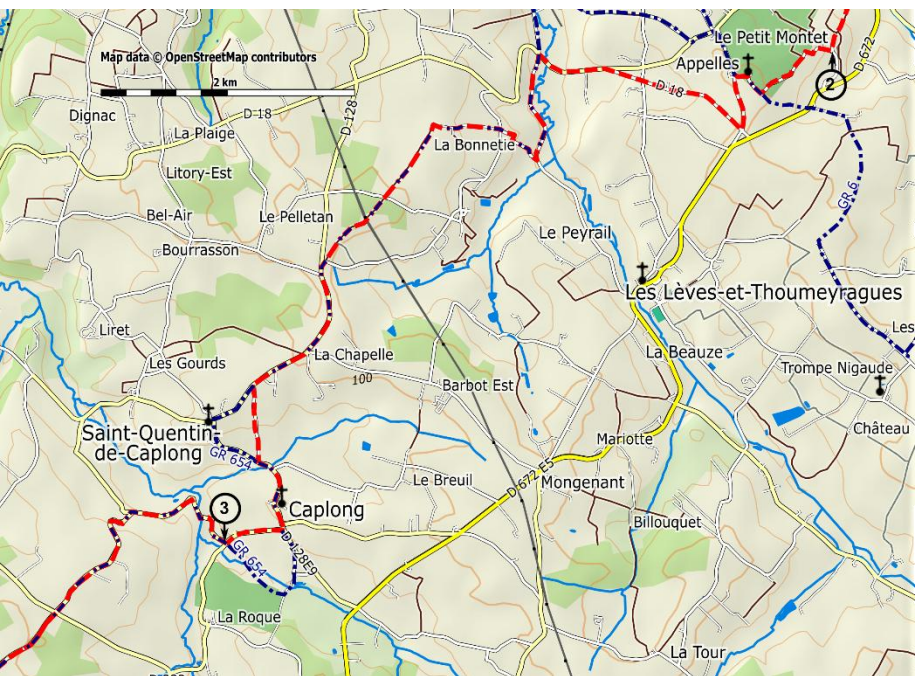 Le Petit Montet
Map data © OpenStreetMap contributors
Appelles
D 672
2 km
2
D 18
Dignac
D 18
D 128
La Plaige
La Bonnetie
Litory-Est
GR 6
Bel-Air
Le Pelletan
Le Peyrail
Bourrasson
Les Lèves-et-Thoumeyragues
Liret
Les
La Chapelle
La Beauze
Les Gourds
Trompe Nigaude
100
Barbot Est
Saint-Quentin-
de-Caplong
Château
Mariotte
GR 654
D 672 E5
Le Breuil
Mongenant
3
Caplong
Billouquet
D 128E9
GR 654
La Roque
La Tour